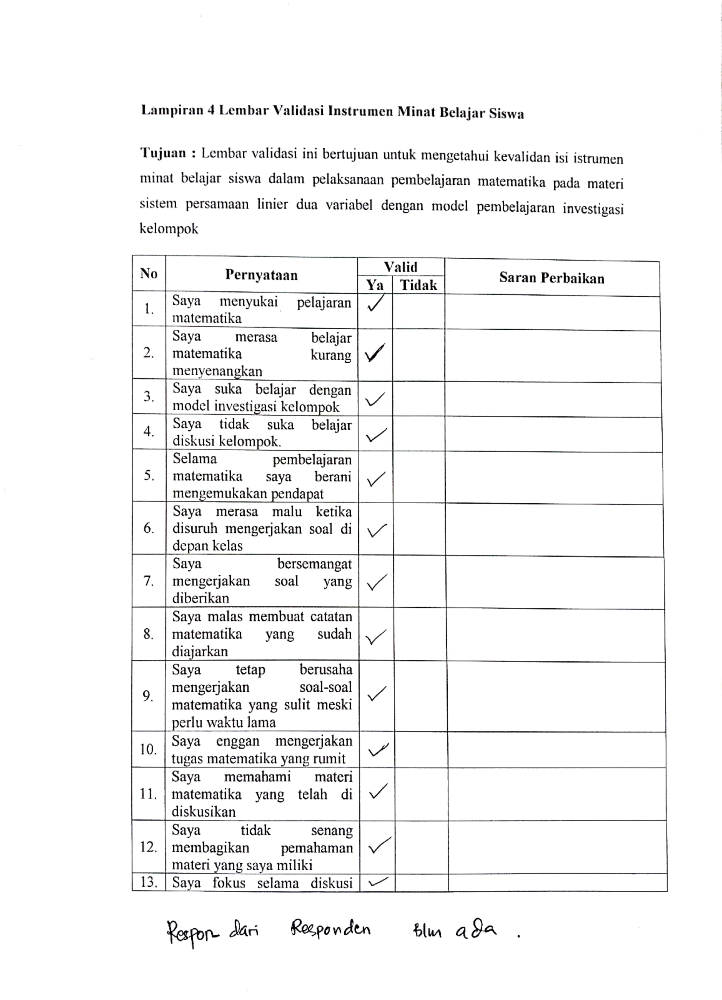 Lampiran 4 Lembar Validasi Instrumen Minat Belajar Siswa
Tujuan : Lembar validasi ini bertujuan untuk mengetahui kevalidan isi istrumen
minat belajar siswa dalam pelaksanaan pembelajaran matematika pada materi
sistem persamaan linier dua variabel dengan model pembelajaran investigasi
kelompok
No Pernyataan Valid Saran Perbaikan
Ya Tidak
1. Saya menyukai pelajaran ✓
matematika
2. Saya merasa belajar ✓
matematika kurang
menyenangkan
3. Saya suka belajar dengan ✓
model investigasi kelompok
4. Saya tidak suka belajar ✓
diskusi kelompok.
5. Selama pembelajaran ✓
matematika saya berani
mengemukakan pendapat
6. Saya merasa malu ketika ✓
disuruh mengerjakan soal di
depan kelas
7. Saya bersemangat ✓
mengerjakan soal yang
diberikan
8. Saya malas membuat catatan ✓
matematika yang sudah
diajarkan
9. Saya tetap berusaha ✓
mengerjakan soal-soal
matematika yang sulit meski
perlu waktu lama
10. Saya enggan mengerjakan ✓
tugas matematika yang rumit
11. Saya memahami materi ✓
matematika yang telah di
diskusikan
12. Saya tidak senang ✓
membagikan pemahaman
materi yang saya miliki
13. Saya fokus selama diskusi ✓
Respon dari Responden Blm ada .